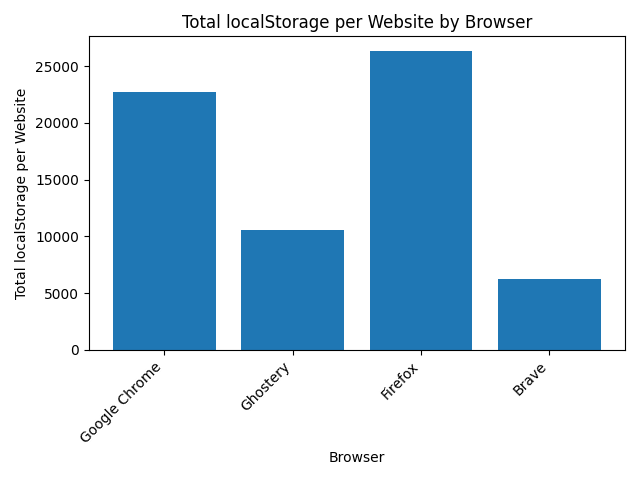 Total localStorage per Website by Browser
Total localStorage per Website
25000
20000
15000
10000
5000
0
Google Chrome
Ghostery
Firefox
Brave
Browser